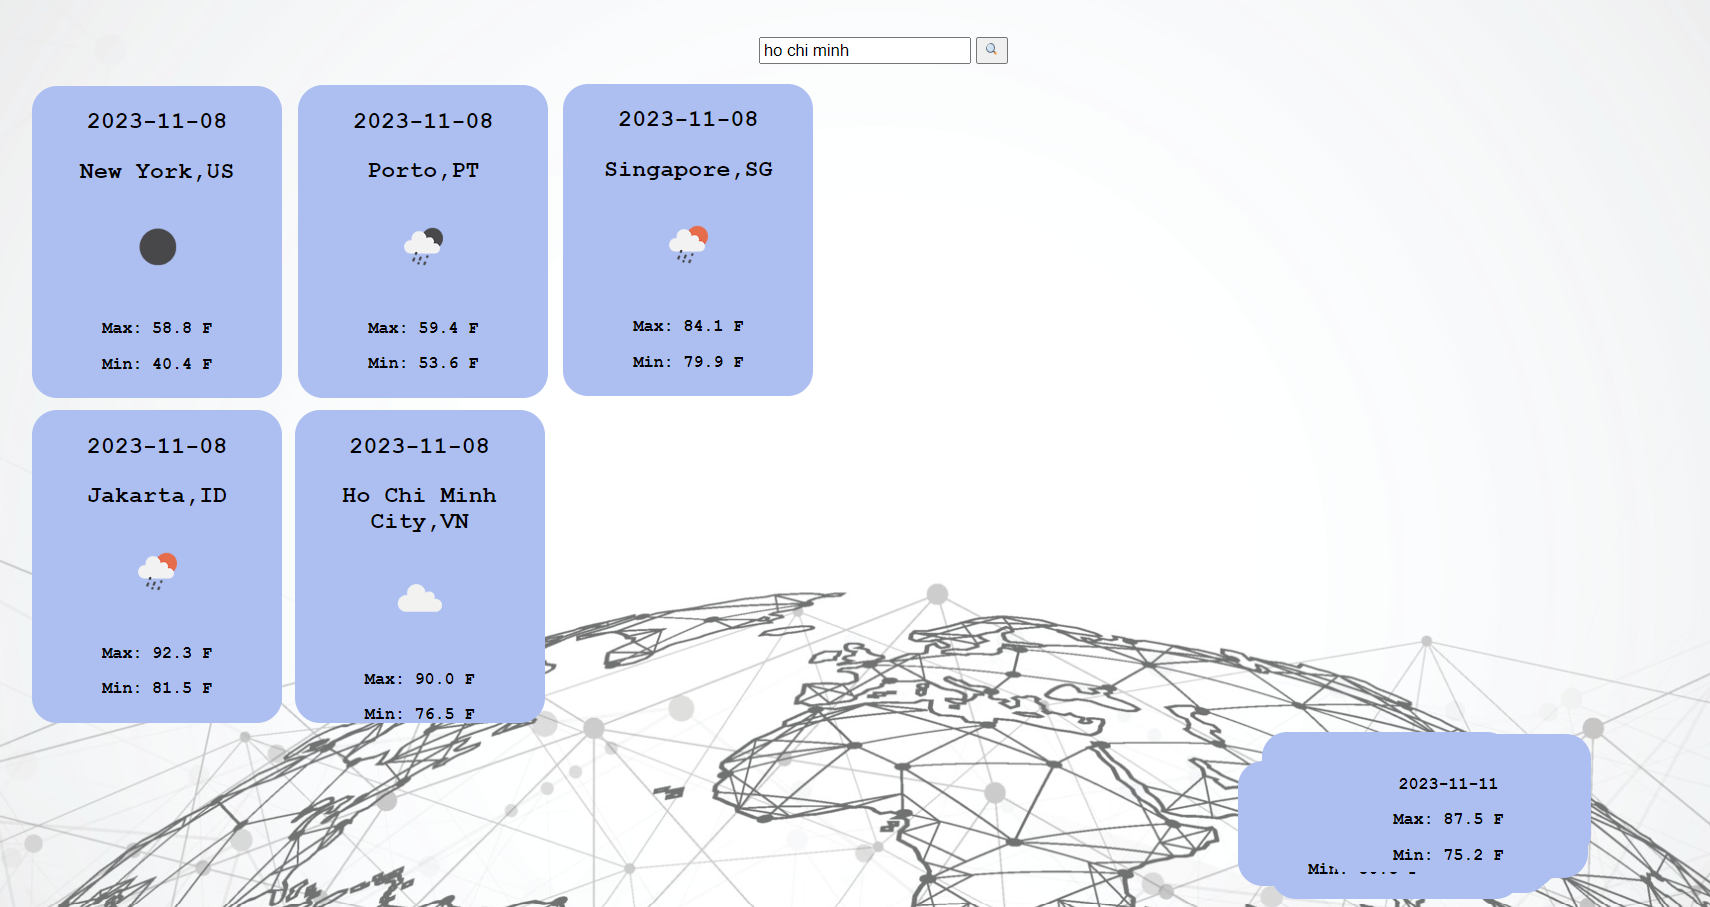 ho chi minh
2023-11-08
New York,US
Max: 58.8 F
Min: 40.4 F
2023-11-08
Porto,PT
Max: 59.4 F
Min: 53.6 F
2023-11-08
Singapore,SG
Max: 84.1 F
Min: 79.9 F
2023-11-08
Jakarta,ID
Max: 92.3 F
Min: 81.5 F
2023-11-08
Ho Chi Minh
City,VN
Max: 90.0 F
Min: 76.5 F
2023-11-11
Max: 87.5 F
Min: 75.2 F
Min: